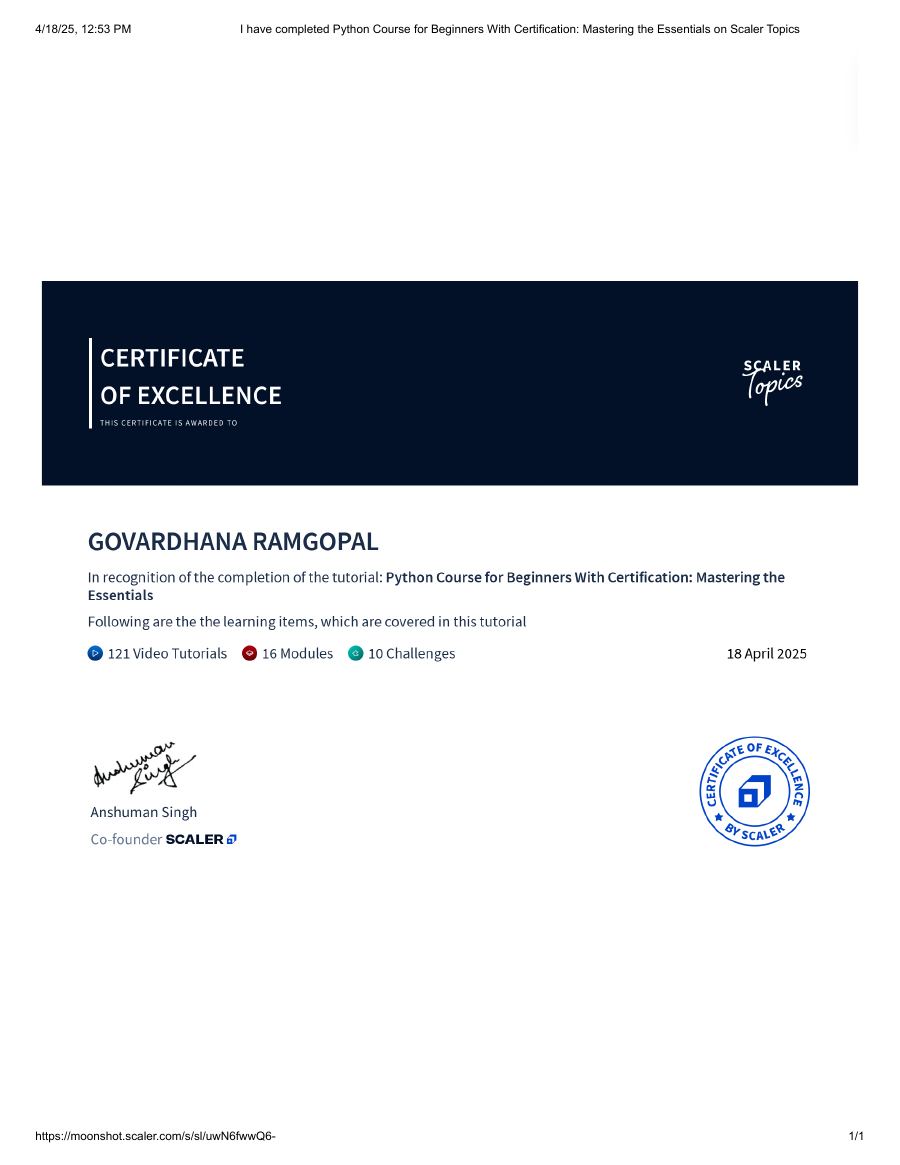 4/18/25, 12:53 PM I have completed Python Course for Beginners With Certification: Mastering the Essentials on Scaler Topics
CERTIFICATE
OF EXCELLENCE
THIS CERTIFICATE IS AWARDED TO
SCALER
Topics
GOVARDHANA RAMGOPAL
In recognition of the completion of the tutorial: Python Course for Beginners With Certification: Mastering the
Essentials
Following are the the learning items, which are covered in this tutorial
121 Video Tutorials 16 Modules 10 Challenges 18 April 2025
Anshuman
Singh
Anshuman Singh
Co-founder SCALER
CERTIFICATE OF EXCELLENCE
BY SCALER
https://moonshot.scaler.com/s/sl/uwN6fwwQ6- 1/1